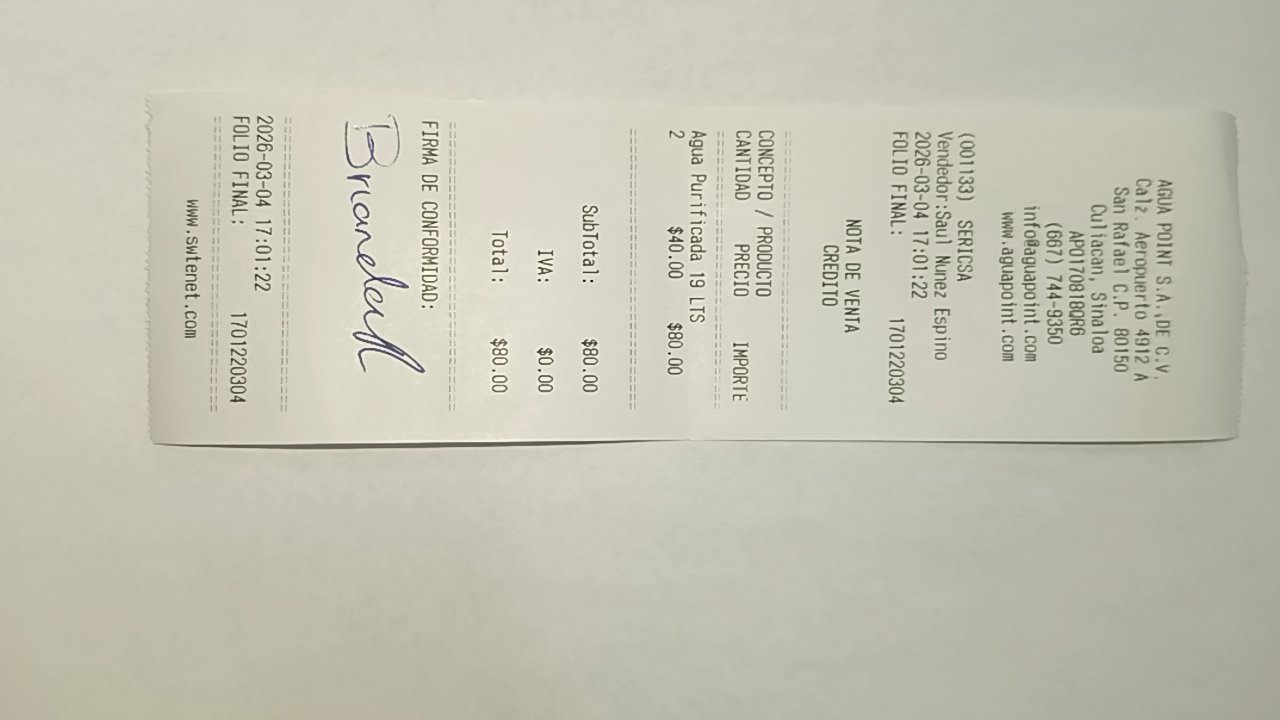 AGUA POINT S.A.,DE C.V.
Calz. Aeropuerto 4912 A
San Rafael C.P. 80150
Culiacan, Sinaloa
APO170818QR6
(667) 744-9350
info@aguapoint.com
www.aguapoint.com
(001133) SERICSA
Vendedor:Saul Nunez Espino
2026-03-04 17:01:22
FOLIO FINAL: 1701220304
NOTA DE VENTA
CREDITO
CONCEPTO / PRODUCTO
CANTIDAD PRECIO IMPORTE
Agua Purificada 19 LTS
2 $40.00 $80.00
SubTotal: $80.00
IVA: $0.00
Total: $80.00
FIRMA DE CONFORMIDAD:
2026-03-04 17:01:22
FOLIO FINAL: 1701220304
www.swtenet.com